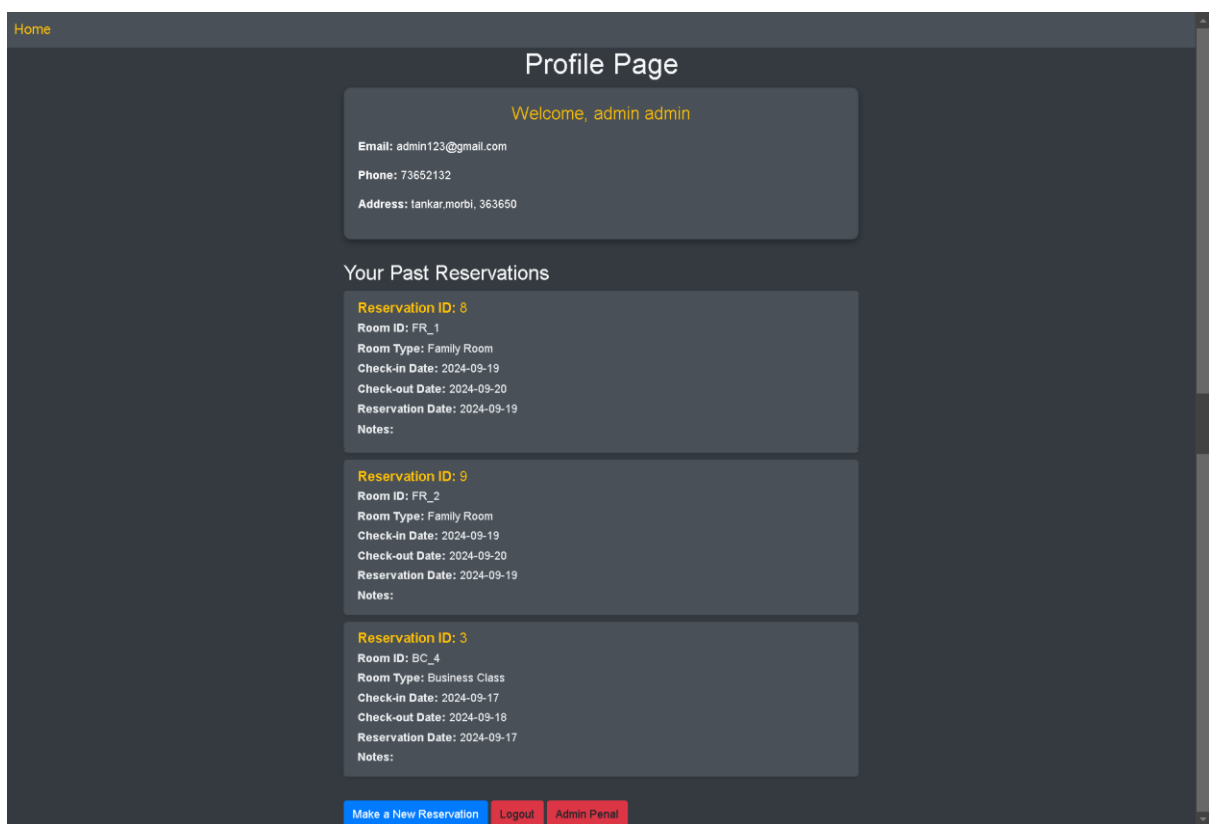 Home
Profile Page
Welcome, admin admin
Email: admin123@gmail.com
Phone: 73652132
Address: tankar,morbi, 363650
Your Past Reservations
Reservation ID: 8
Room ID: FR_1
Room Type: Family Room
Check-in Date: 2024-09-19
Check-out Date: 2024-09-20
Reservation Date: 2024-09-19
Notes:
Reservation ID: 9
Room ID: FR_2
Room Type: Family Room
Check-in Date: 2024-09-19
Check-out Date: 2024-09-20
Reservation Date: 2024-09-19
Notes:
Reservation ID: 3
Room ID: BC_4
Room Type: Business Class
Check-in Date: 2024-09-17
Check-out Date: 2024-09-18
Reservation Date: 2024-09-17
Notes:
Make a New Reservation Logout Admin Penal